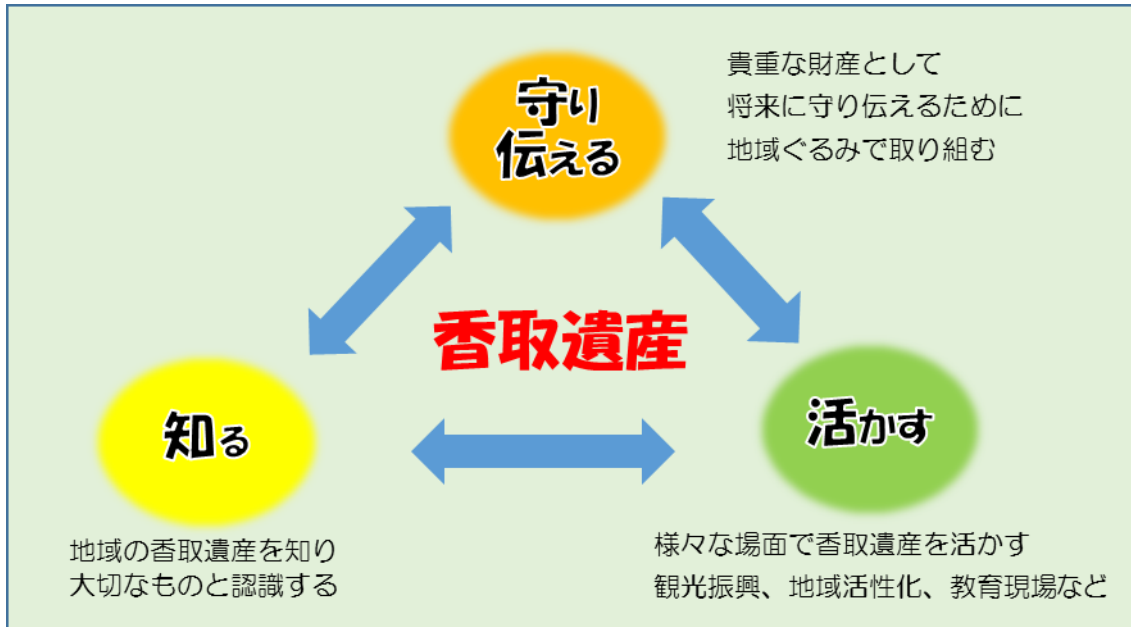 守り
伝える
貴重な財産として
将来に守り伝えるために
地域ぐるみで取り組む
香取遺産
知る
活かす
地域の香取遺産を知り
大切なものと認識する
様々な場面で香取遺産を活かす
観光振興、地域活性化、教育現場など